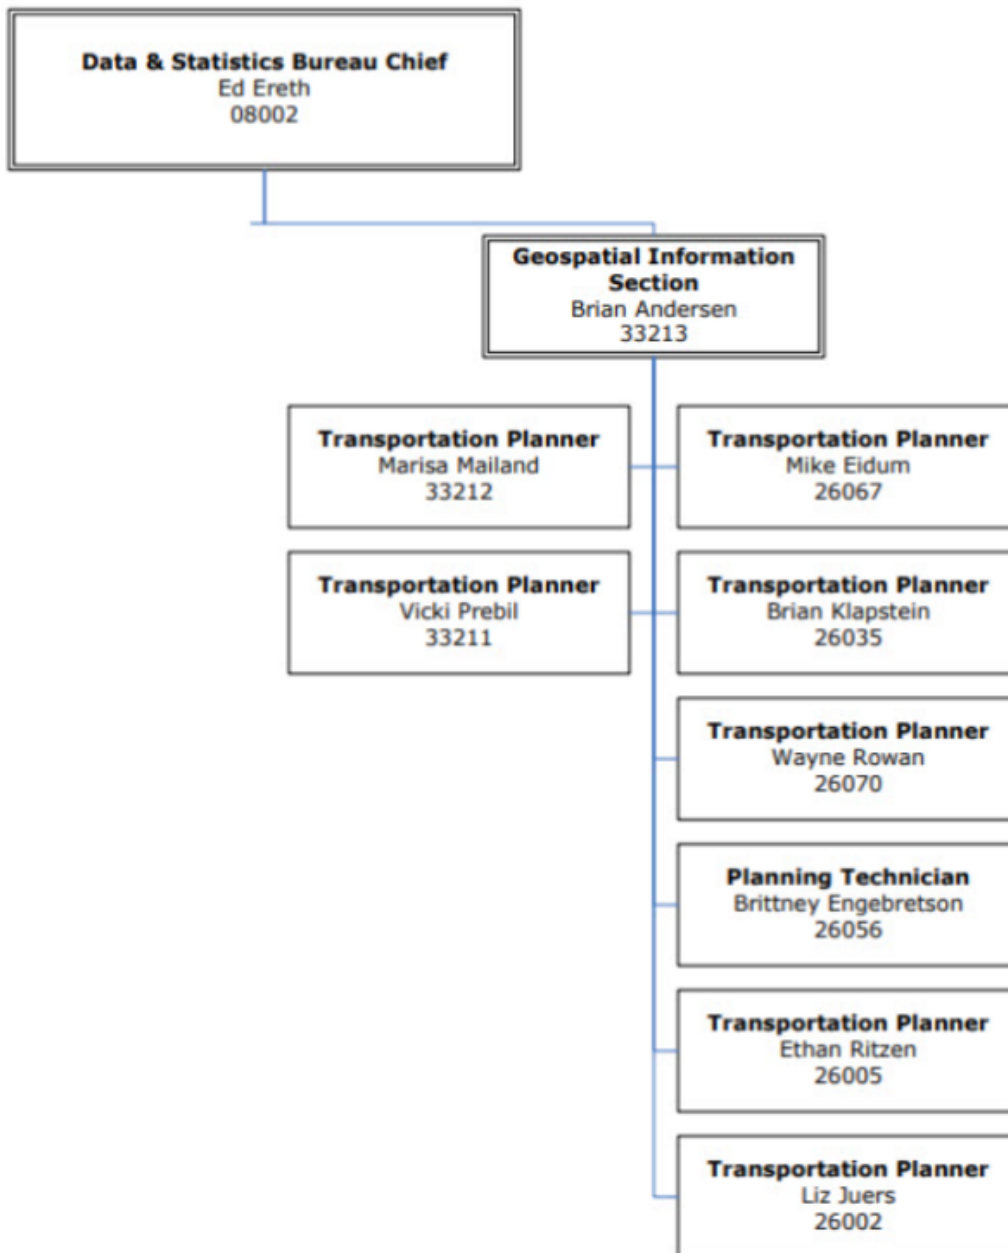 Data & Statistics Bureau Chief
Ed Ereth
08002
Geospatial Information
Section
Brian Andersen
33213
Transportation Planner
Marisa Mailand
33212
Transportation Planner
Mike Eidum
26067
Transportation Planner
Vicki Prebil
33211
Transportation Planner
Brian Klapstein
26035
Transportation Planner
Wayne Rowan
26070
Planning Technician
Brittney Engebretson
26056
Transportation Planner
Ethan Ritzen
26005
Transportation Planner
Liz Juers
26002